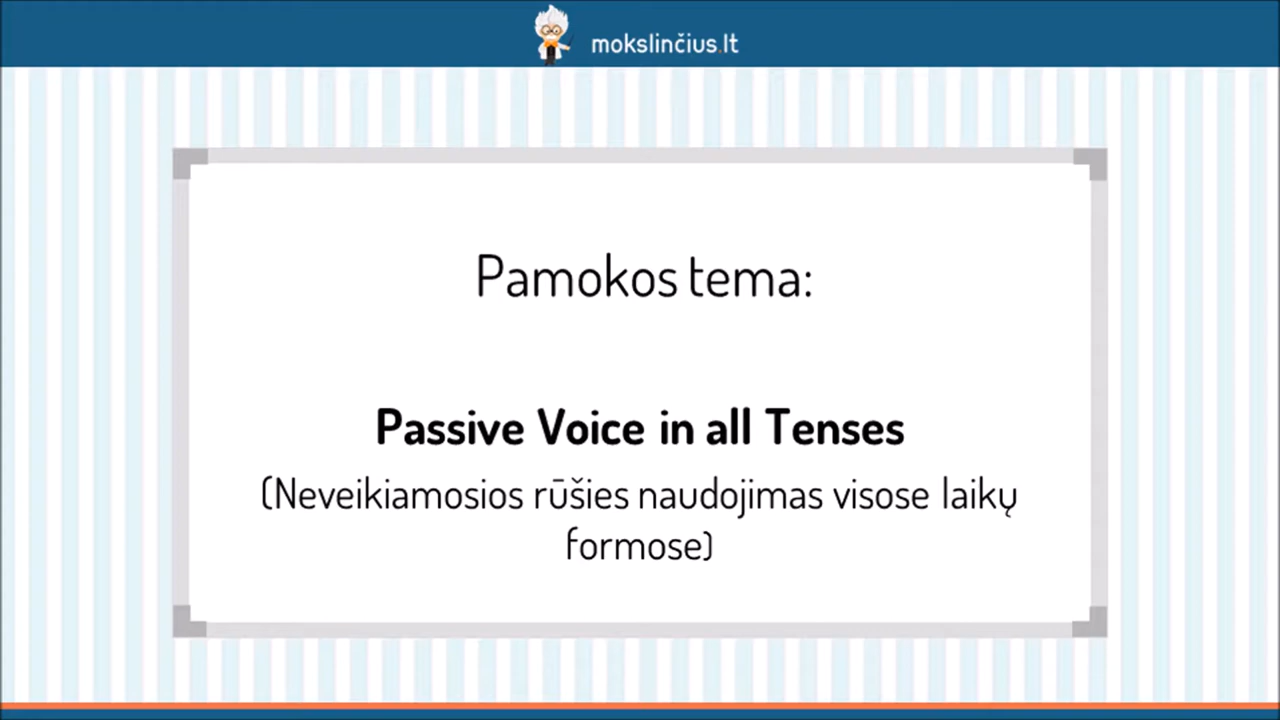 mokslinčius.lt
Pamokos tema:
Passive Voice in all Tenses
(Neveikiamosios rūšies naudojimas visose laikų
formose)